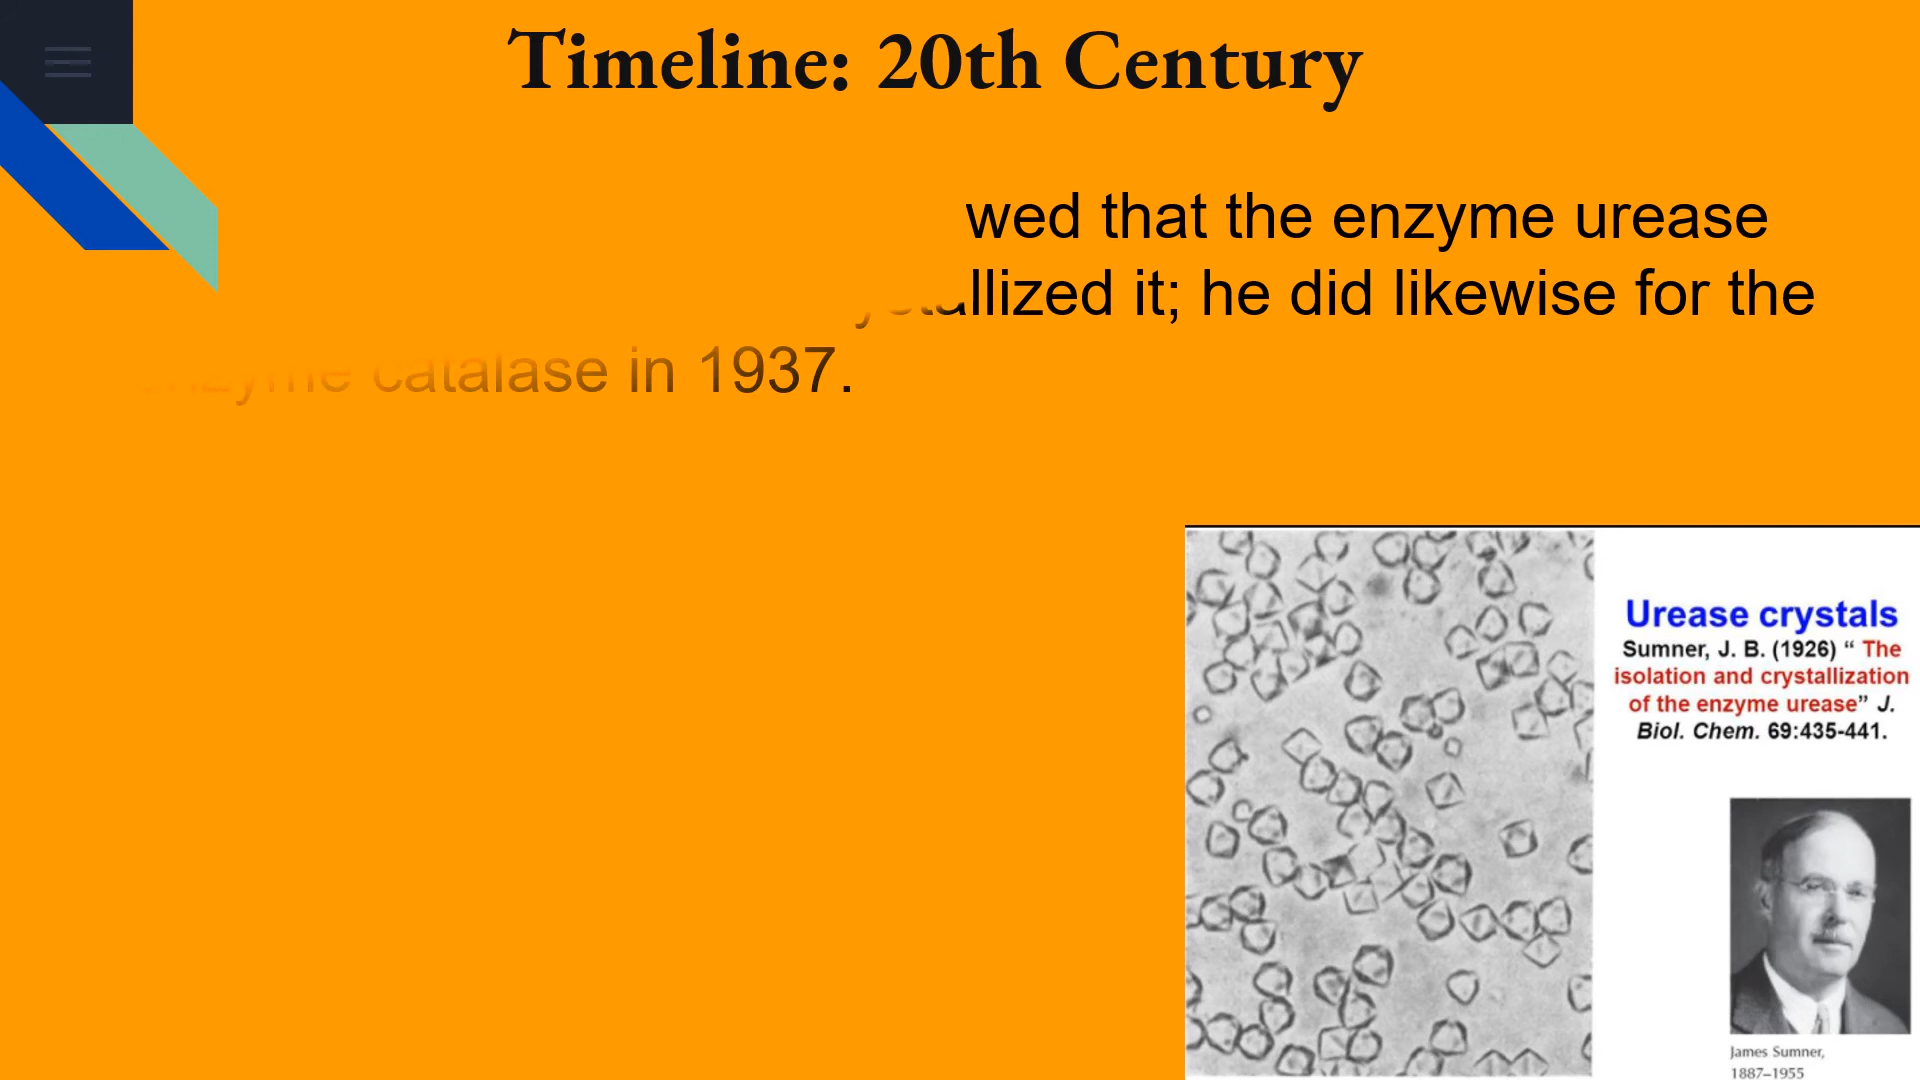 Timeline: 20th Century
wed that the enzyme urease
allized it; he did likewise for the
enzyme catalase in 1937.
Urease crystals
Sumner, J. B. (1926) “ The
isolation and crystallization
of the enzyme urease” J.
Biol. Chem. 69:435-441.
James Sumner,
1887–1955